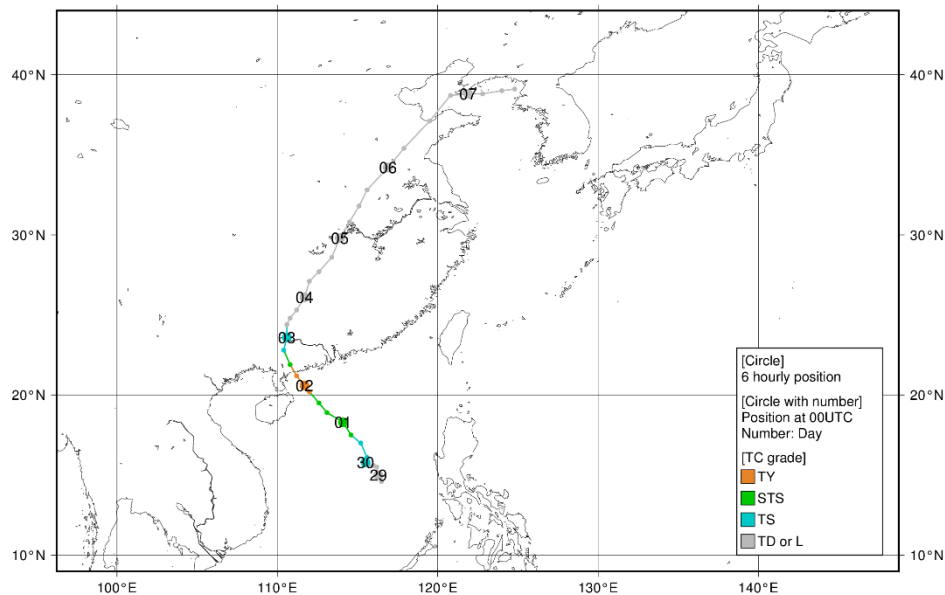 40°N
40°N
07
06
30°N
05
30°N
04
03
02
20°N
20°N
01
30
29
10°N
10°N
100°E
110°E
120°E
130°E
140°E
[Circle]
6 hourly position
[Circle with number]
Position at 00UTC
Number: Day
[TC grade]
TY
STS
TS
TD or L